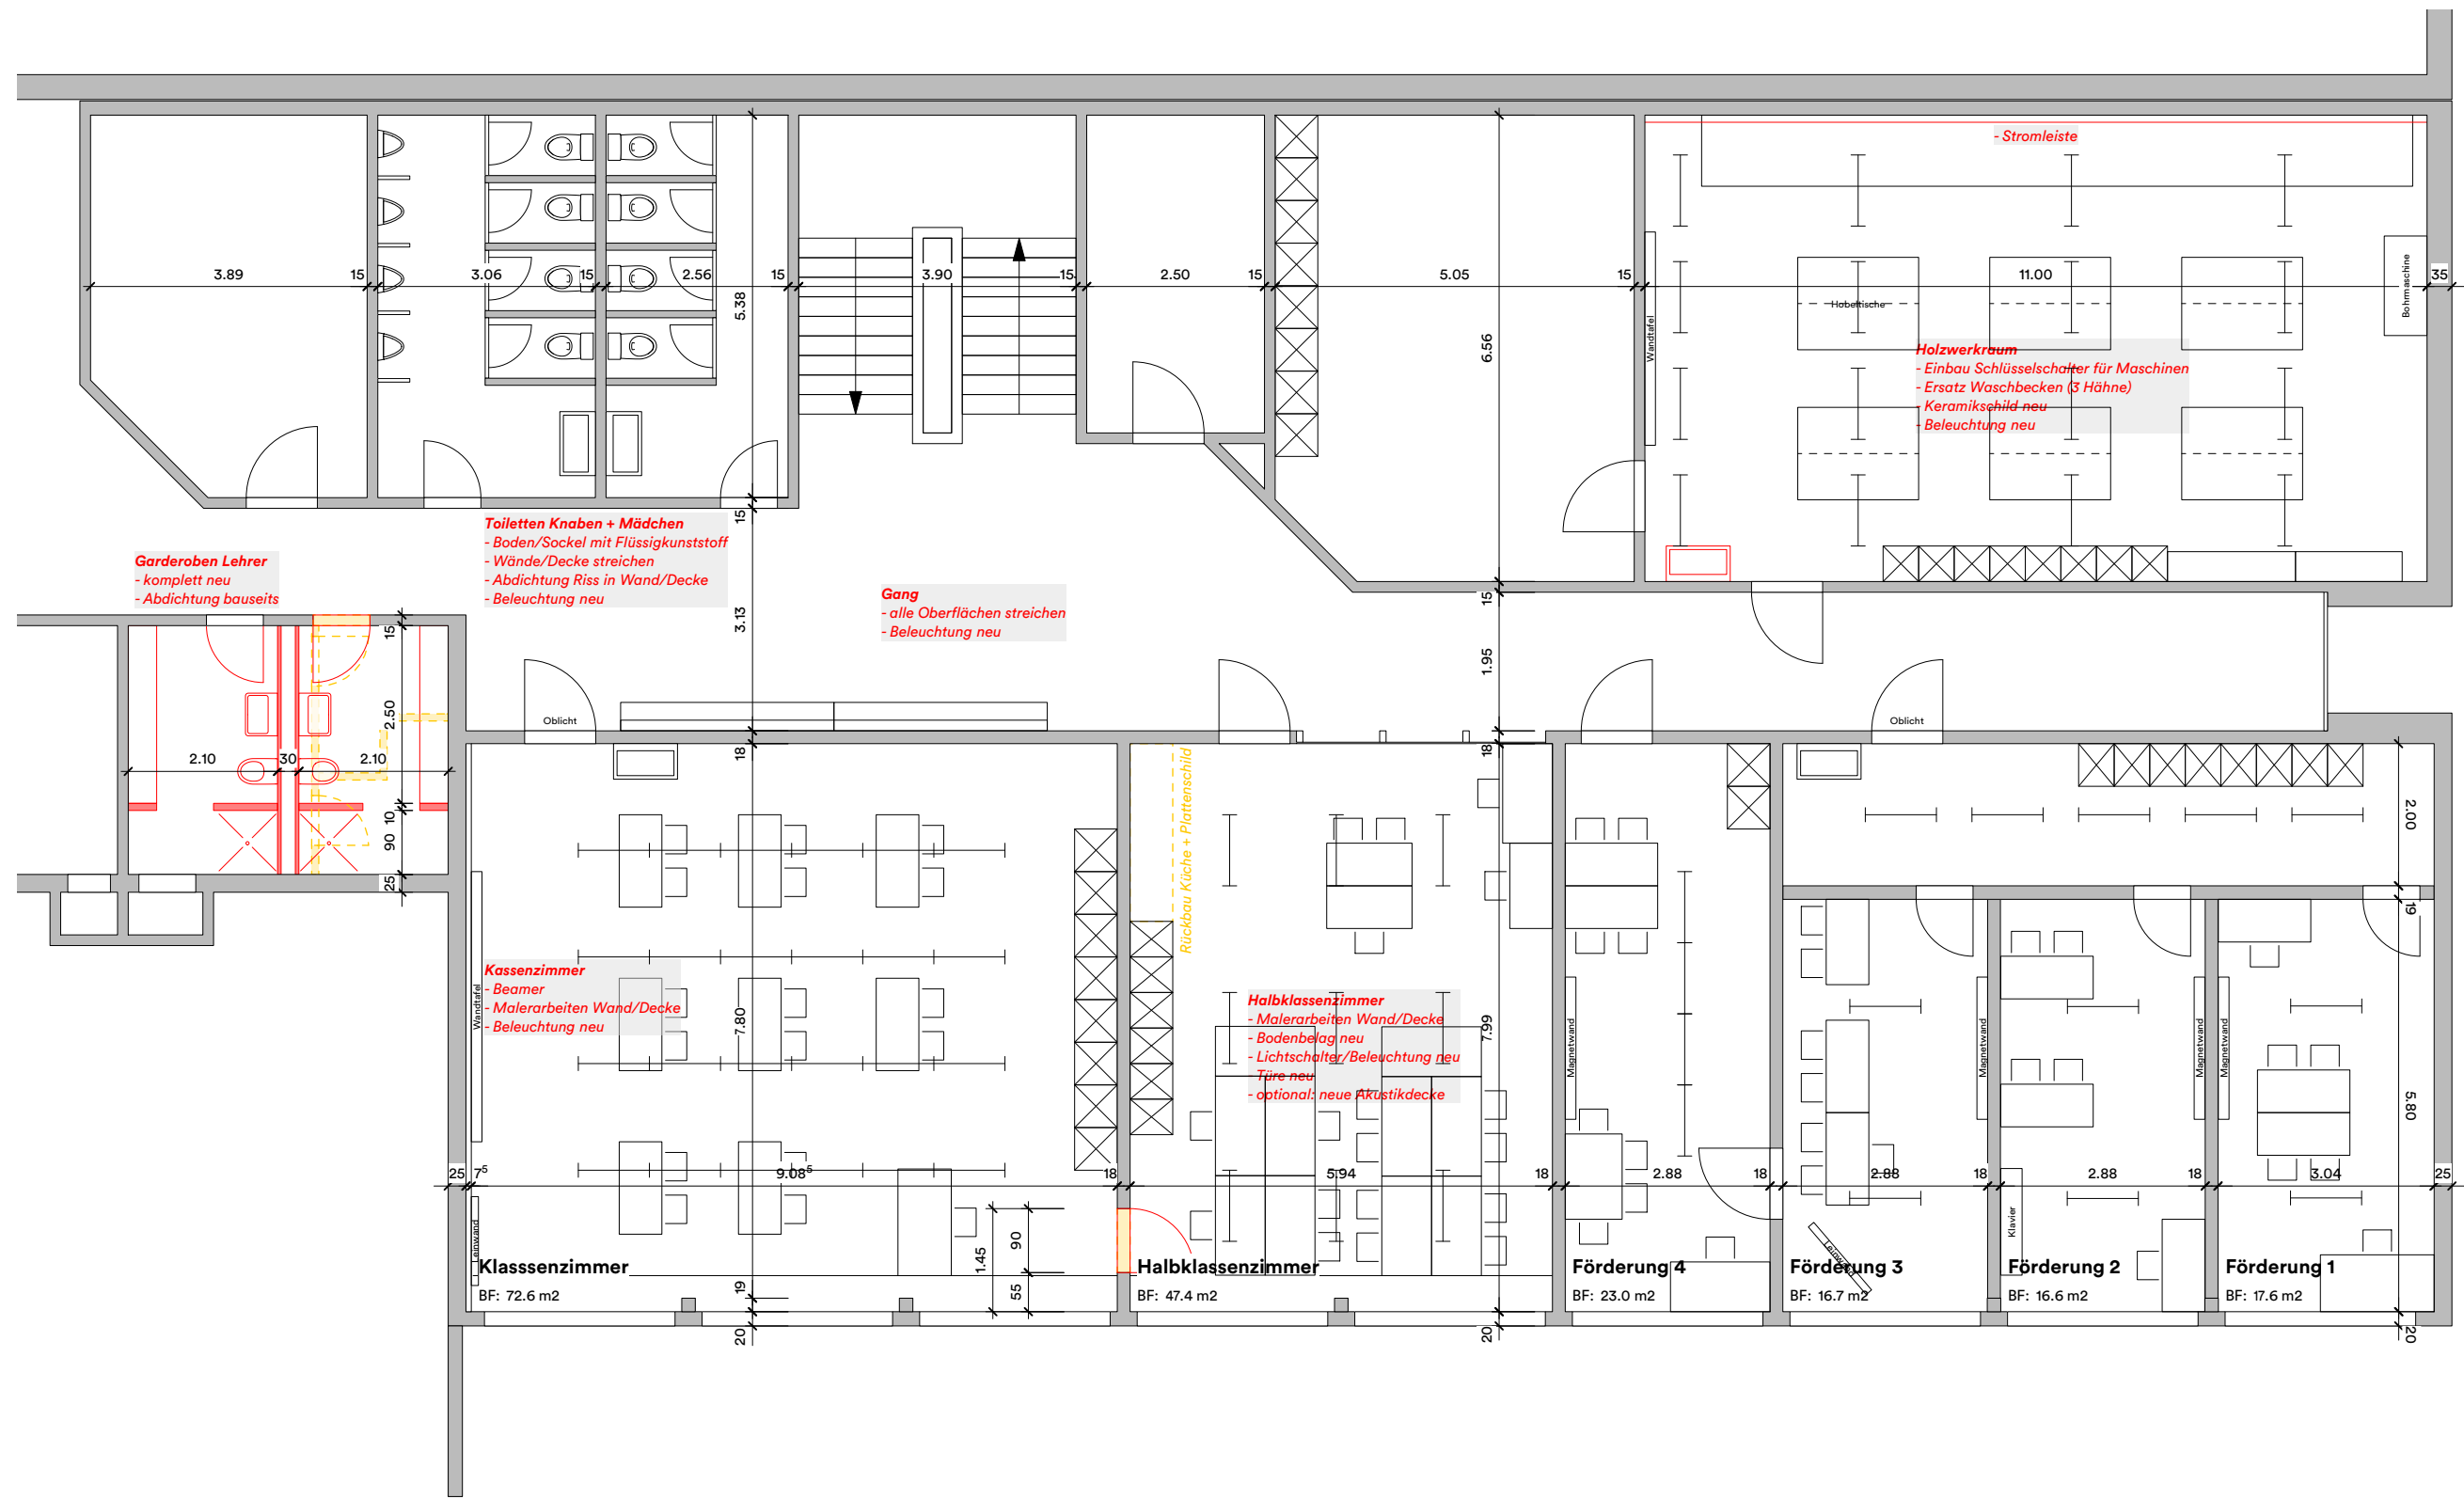 - Stromleiste
3.89
15
3.06
15
2.56
15
3.90
15
2.50
15
5.05
15
11.00
35
5.38
6.56
Wandtafel
Hobeltische
Bohrmaschine
Holzwerkraum
- Einbau Schlüsselschalter für Maschinen
- Ersatz Waschbecken (3 Hähne)
- Keramikschild neu
- Beleuchtung neu
Toiletten Knaben + Mädchen
- Boden/Sockel mit Flüssigkunststoff
- Wände/Decke streichen
- Abdichtung Riss in Wand/Decke
- Beleuchtung neu
Garderoben Lehrer
- komplett neu
- Abdichtung bauseits
Gang
- alle Oberflächen streichen
- Beleuchtung neu
15
3.13
18
15
1.95
18
15
2.50
10
90
25
2.10
30
2.10
Oblicht
Oblicht
Rückbau Küche + Plattenschild
2.00
19
5.80
20
Kassenzimmer
- Beamer
- Malerarbeiten Wand/Decke
- Beleuchtung neu
Wandtafel
7.80
Halbklassenzimmer
- Malerarbeiten Wand/Decke
- Bodenbelag neu
- Lichtschalter/Beleuchtung neu
- Türe neu
- optional: neue Akustikdecke
7.99
Magnetwand
Magnetwand
Magnetwand
Magnetwand
25
7⁵
9.08⁵
18
5.94
18
2.88
18
2.88
18
2.88
18
3.04
25
Leinwand
1.45
90
55
19
20
20
Klavier
Leinwand
Klasssenzimmer
BF: 72.6 m2
Halbklassenzimmer
BF: 47.4 m2
Förderung 4
BF: 23.0 m2
Förderung 3
BF: 16.7 m2
Förderung 2
BF: 16.6 m2
Förderung 1
BF: 17.6 m2